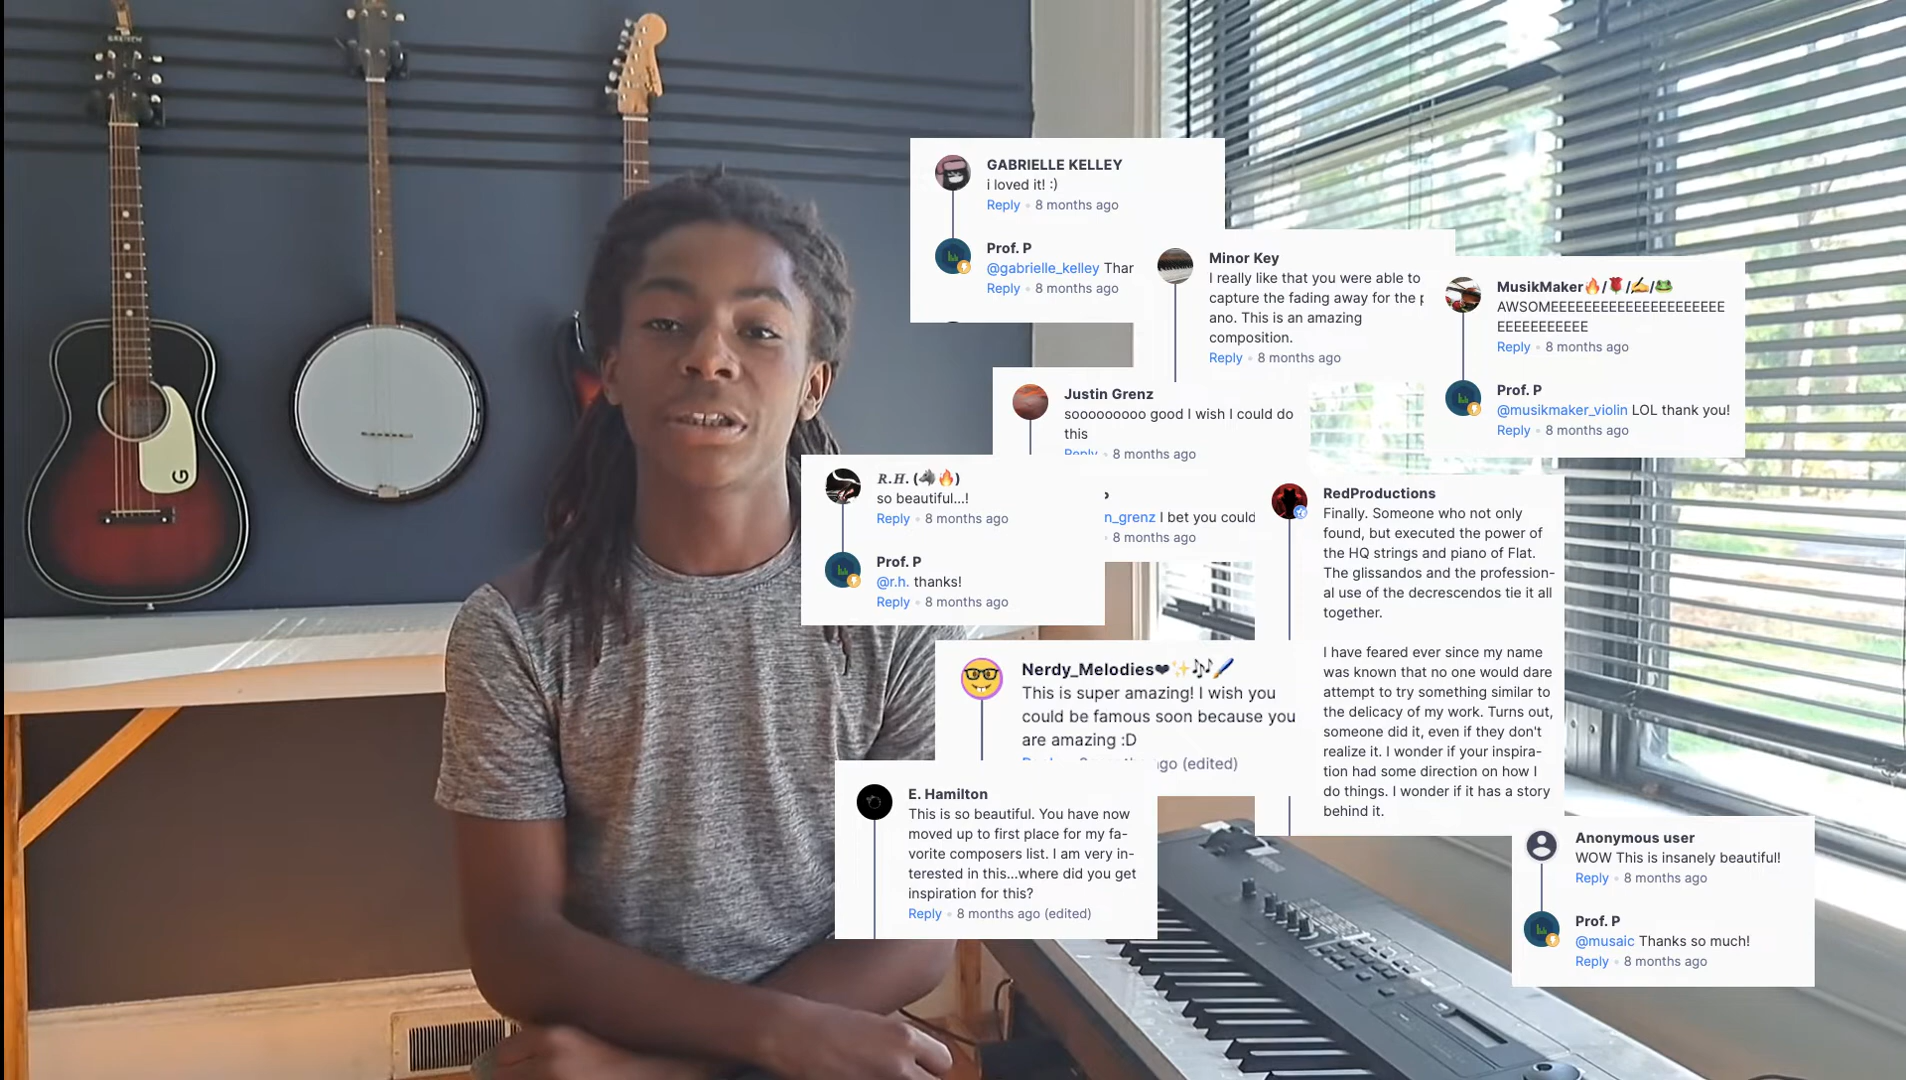 GRETSCH
G
GABRIELLE KELLEY
i loved it! :)
Reply • 8 months ago
Prof. P
@gabrielle_kelley
Reply • 8 months ago
Minor Key
I really like that you were able to
capture the fading away for the
ano. This is an amazing
composition.
Reply • 8 months ago
MusikMaker🔥/🌹/✍️/🐸
AWSOMEEEEEEEEEEEEEEEEEEEEE
EEEEEEEEEEE
Reply • 8 months ago
Prof. P
@musikmaker_violin LOL thank you!
Reply • 8 months ago
Justin Grenz
sooooooooo good I wish I could do
this
Reply • 8 months ago
n_grenz I bet you could
• 8 months ago
R.H. (🐴🔥)
so beautiful...!
Reply • 8 months ago
Prof. P
@r.h. thanks!
Reply • 8 months ago
RedProductions
Finally. Someone who not only
found, but executed the power of
the HQ strings and piano of Flat.
The glissandos and the profession-
al use of the decrescendos tie it all
together.
I have feared ever since my name
was known that no one would dare
attempt to try something similar to
the delicacy of my work. Turns out,
someone did it, even if they don't
realize it. I wonder if your inspira-
tion had some direction on how I
do things. I wonder if it has a story
behind it.
Nerdy_Melodies❤✨🎶🖌️
This is super amazing! I wish you
could be famous soon because you
are amazing :D
(edited)
E. Hamilton
This is so beautiful. You have now
moved up to first place for my fa-
vorite composers list. I am very in-
terested in this...where did you get
inspiration for this?
Reply • 8 months ago (edited)
Anonymous user
WOW This is insanely beautiful!
Reply • 8 months ago
Prof. P
@musaic Thanks so much!
Reply • 8 months ago